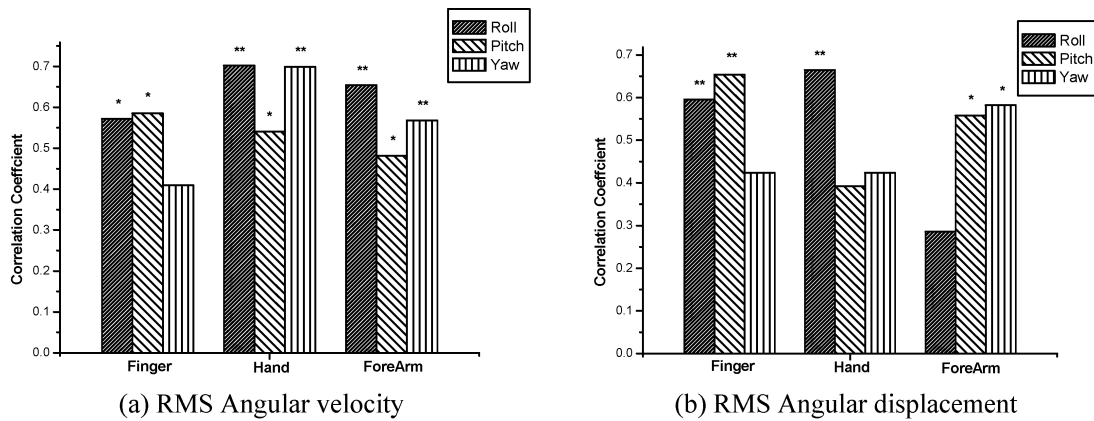 Roll
Pitch
Yaw
Correlation Coeffcient
0.7
0.6
0.5
0.4
0.3
0.2
0.1
0.0
* * ** * ** ** * **
Finger Hand ForeArm
(a) RMS Angular velocity
Roll
Pitch
Yaw
Correlation Coeffcient
0.7
0.6
0.5
0.4
0.3
0.2
0.1
0.0
** ** ** * *
Finger Hand ForeArm
(b) RMS Angular displacement